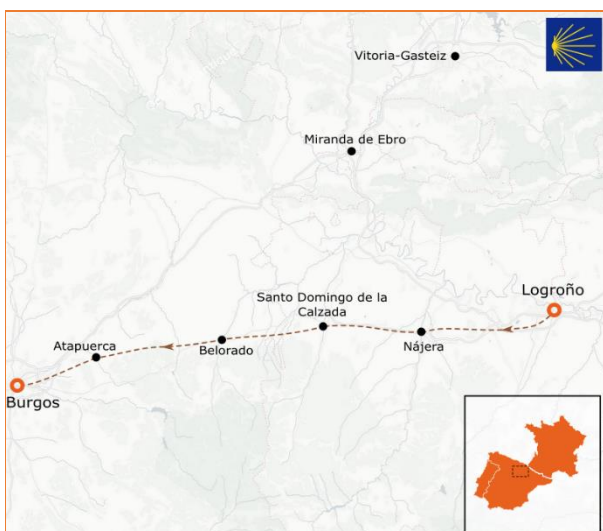 Vitoria-Gasteiz
Miranda de Ebro
Logroño
Santo Domingo de la
Calzada
Nájera
Belorado
Atapuerca
Burgos